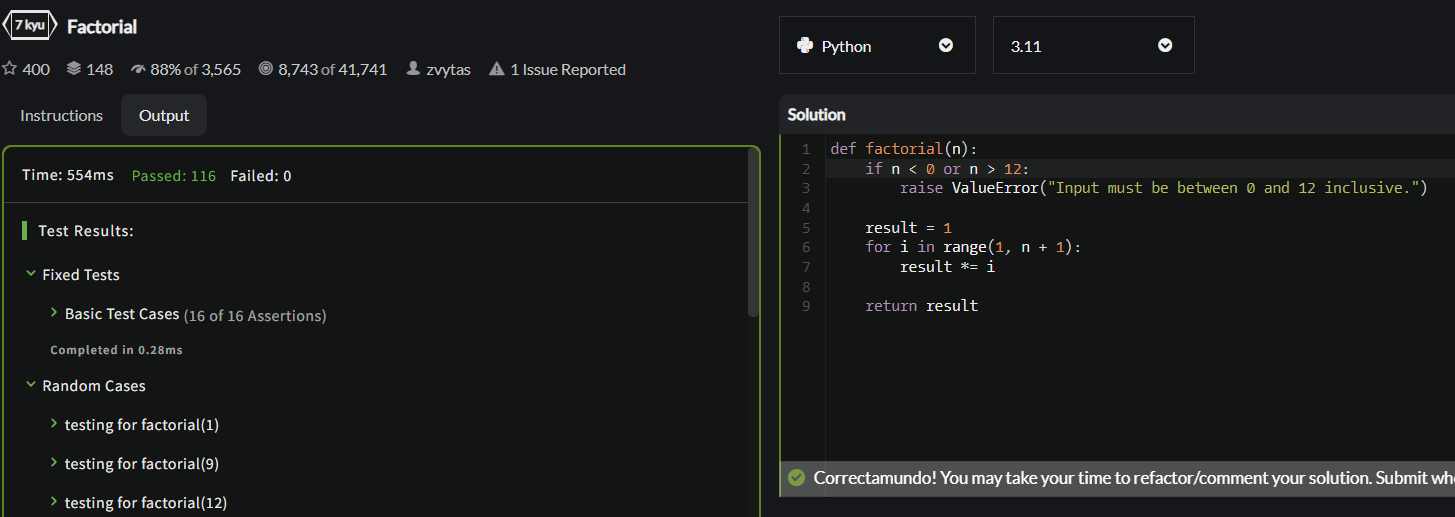 7 kyu Factorial
400 148 88% of 3,565 8,743 of 41,741 zvytas 1 Issue Reported
Instructions Output
Time: 554ms Passed: 116 Failed: 0
Test Results:
Fixed Tests
Basic Test Cases (16 of 16 Assertions)
Completed in 0.28ms
Random Cases
testing for factorial(1)
testing for factorial(9)
testing for factorial(12)
Python 3.11
Solution
1 def factorial(n):
2     if n < 0 or n > 12:
3         raise ValueError("Input must be between 0 and 12 inclusive.")
4
5     result = 1
6     for i in range(1, n + 1):
7         result *= i
8
9     return result
Correctamundo! You may take your time to refactor/comment your solution. Submit wh